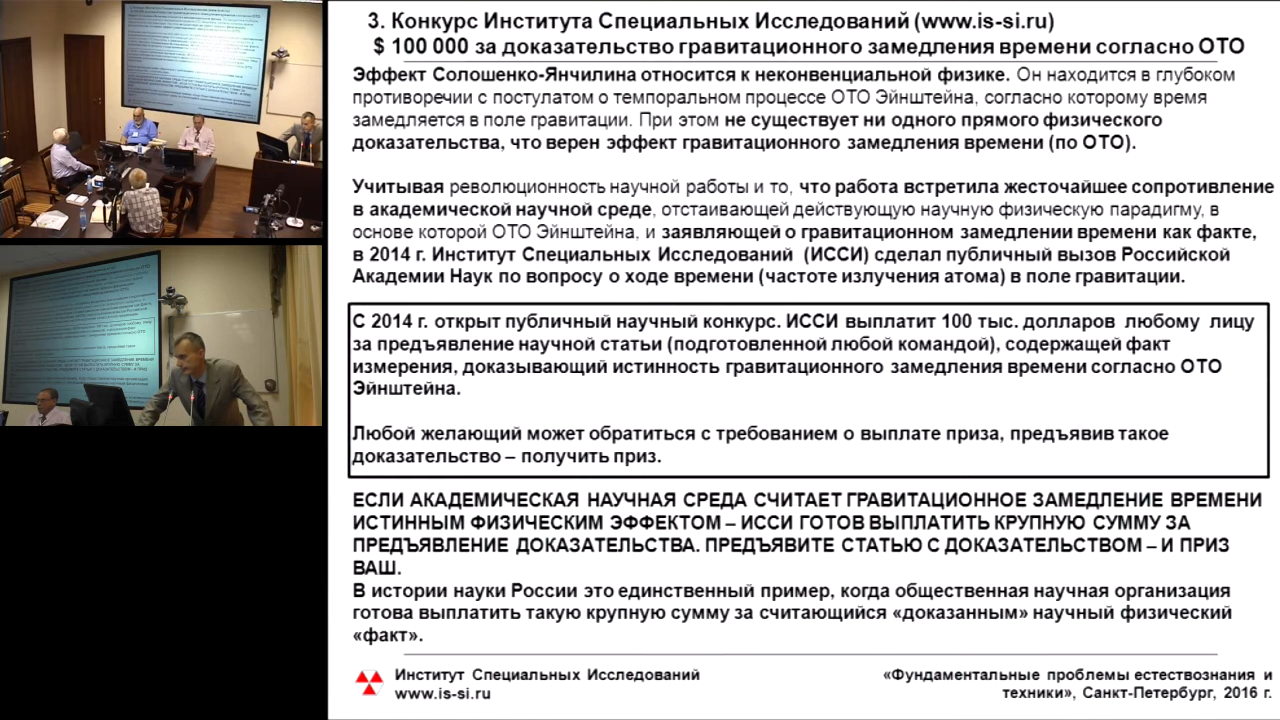 3. Конкурс Института Специальных Исследований (www.is-si.ru)
$ 100 000 за доказательство гравитационного замедления времени согласно ОТО
Эффект Солошенко-Янчилина относится к неконвенционной физике. Он находится в глубоком
противоречии с постулатом о темпоральном процессе ОТО Эйнштейна, согласно которому время
замедляется в поле гравитации. При этом не существует ни одного прямого физического
доказательства, что верен эффект гравитационного замедления времени (по ОТО).
Учитывая революционность научной работы и то, что работа встретила жесточайшее сопротивление
в академической научной среде, отстаивающей действующую научную физическую парадигму, в
основе которой ОТО Эйнштейна, и заявляющей о гравитационном замедлении времени как факте,
в 2014 г. Институт Специальных Исследований (ИССИ) сделал публичный вызов Российской
Академии Наук по вопросу о ходе времени (частоте излучения атома) в поле гравитации.
С 2014 г. открыт публичный научный конкурс. ИССИ выплатит 100 тыс. долларов любому лицу
за предъявление научной статьи (подготовленной любой командой), содержащей факт
измерения, доказывающий истинность гравитационного замедления времени согласно ОТО
Эйнштейна.
Любой желающий может обратиться с требованием о выплате приза, предъявив такое
доказательство – получить приз.
ЕСЛИ АКАДЕМИЧЕСКАЯ НАУЧНАЯ СРЕДА СЧИТАЕТ ГРАВИТАЦИОННОЕ ЗАМЕДЛЕНИЕ ВРЕМЕНИ
ИСТИННЫМ ФИЗИЧЕСКИМ ЭФФЕКТОМ – ИССИ ГОТОВ ВЫПЛАТИТЬ КРУПНУЮ СУММУ ЗА
ПРЕДЪЯВЛЕНИЕ ДОКАЗАТЕЛЬСТВА. ПРЕДЪЯВИТЕ СТАТЬЮ С ДОКАЗАТЕЛЬСТВОМ – И ПРИЗ
ВАШ.
В истории науки России это единственный пример, когда общественная научная организация
готова выплатить такую крупную сумму за считающийся «доказанным» научный физический
«факт».
Институт Специальных Исследований
www.is-si.ru
«Фундаментальные проблемы естествознания и
техники», Санкт-Петербург, 2016 г.